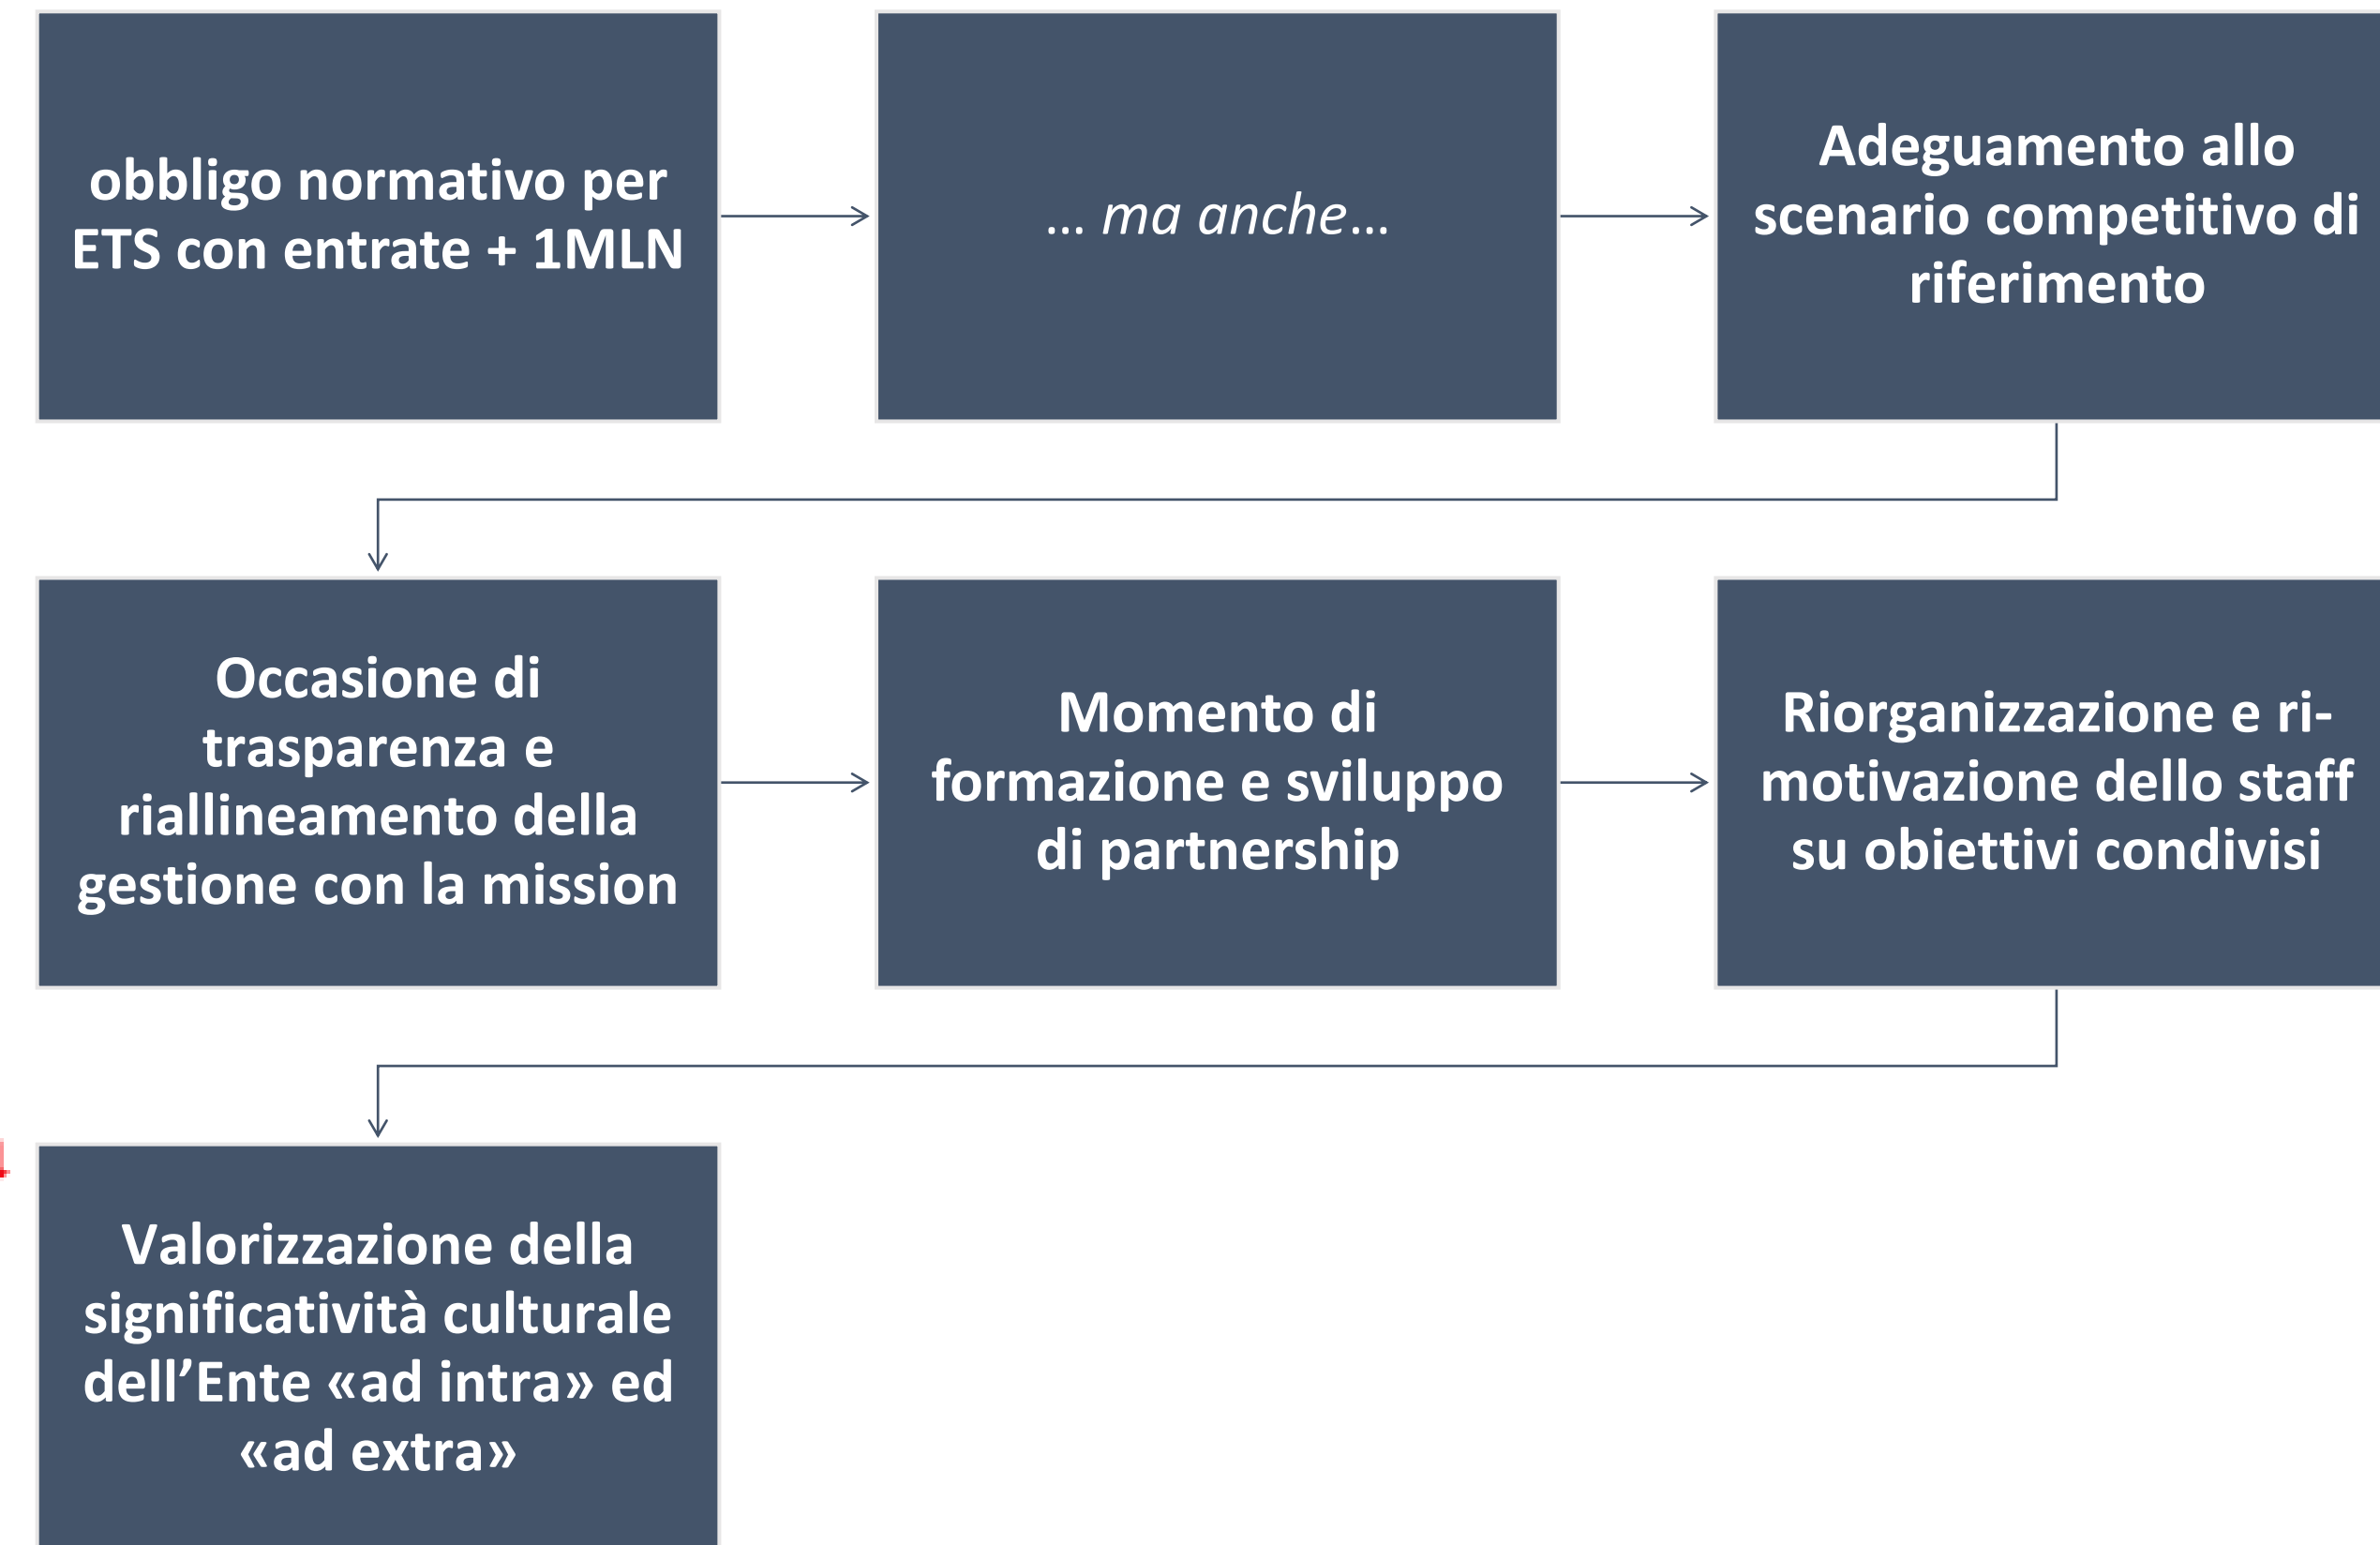 obbligo normativo per
ETS con entrate + 1MLN
… ma anche…
Adeguamento allo
scenario competitivo di
riferimento
Occasione di
trasparenza e
riallineamento della
gestione con la mission
Momento di
formazione e sviluppo
di partnership
Riorganizzazione e ri-
motivazione dello staff
su obiettivi condivisi
Valorizzazione della
significatività culturale
dell’Ente «ad intra» ed
«ad extra»